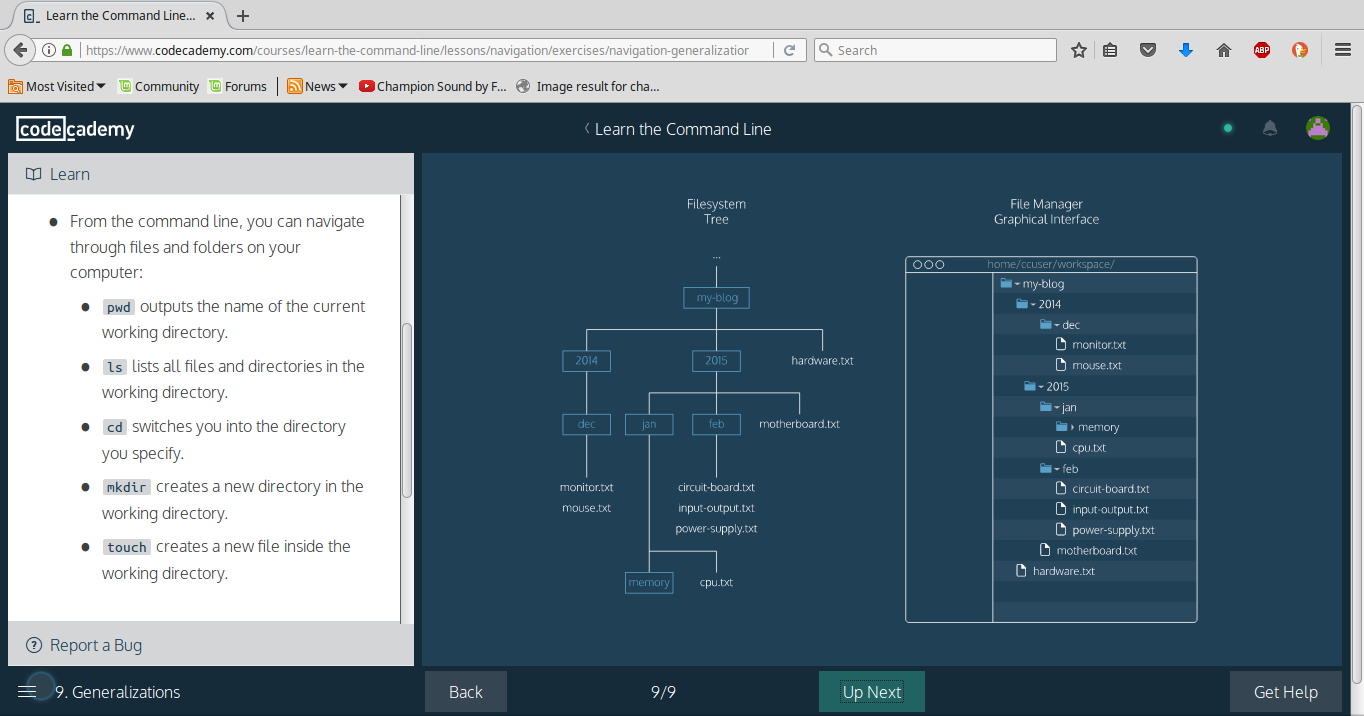 Learn the Command Line...
https://www.codecademy.com/courses/learn-the-command-line/lessons/navigation/exercises/navigation-generalization
Search
ABP
Most Visited
Community
Forums
News
Champion Sound by F...
Image result for cha...
codecademy
Learn the Command Line
Learn
From the command line, you can navigate
through files and folders on your
computer:
pwd outputs the name of the current
working directory.
ls lists all files and directories in the
working directory.
cd switches you into the directory
you specify.
mkdir creates a new directory in the
working directory.
touch creates a new file inside the
working directory.
Report a Bug
Filesystem
Tree
...
my-blog
2014
2015
hardware.txt
dec
jan
feb
motherboard.txt
monitor.txt
mouse.txt
circuit-board.txt
input-output.txt
power-supply.txt
memory
cpu.txt
File Manager
Graphical Interface
home/ccuser/workspace/
my-blog
2014
dec
monitor.txt
mouse.txt
2015
jan
memory
cpu.txt
feb
circuit-board.txt
input-output.txt
power-supply.txt
motherboard.txt
hardware.txt
9. Generalizations
Back
9/9
Up Next
Get Help